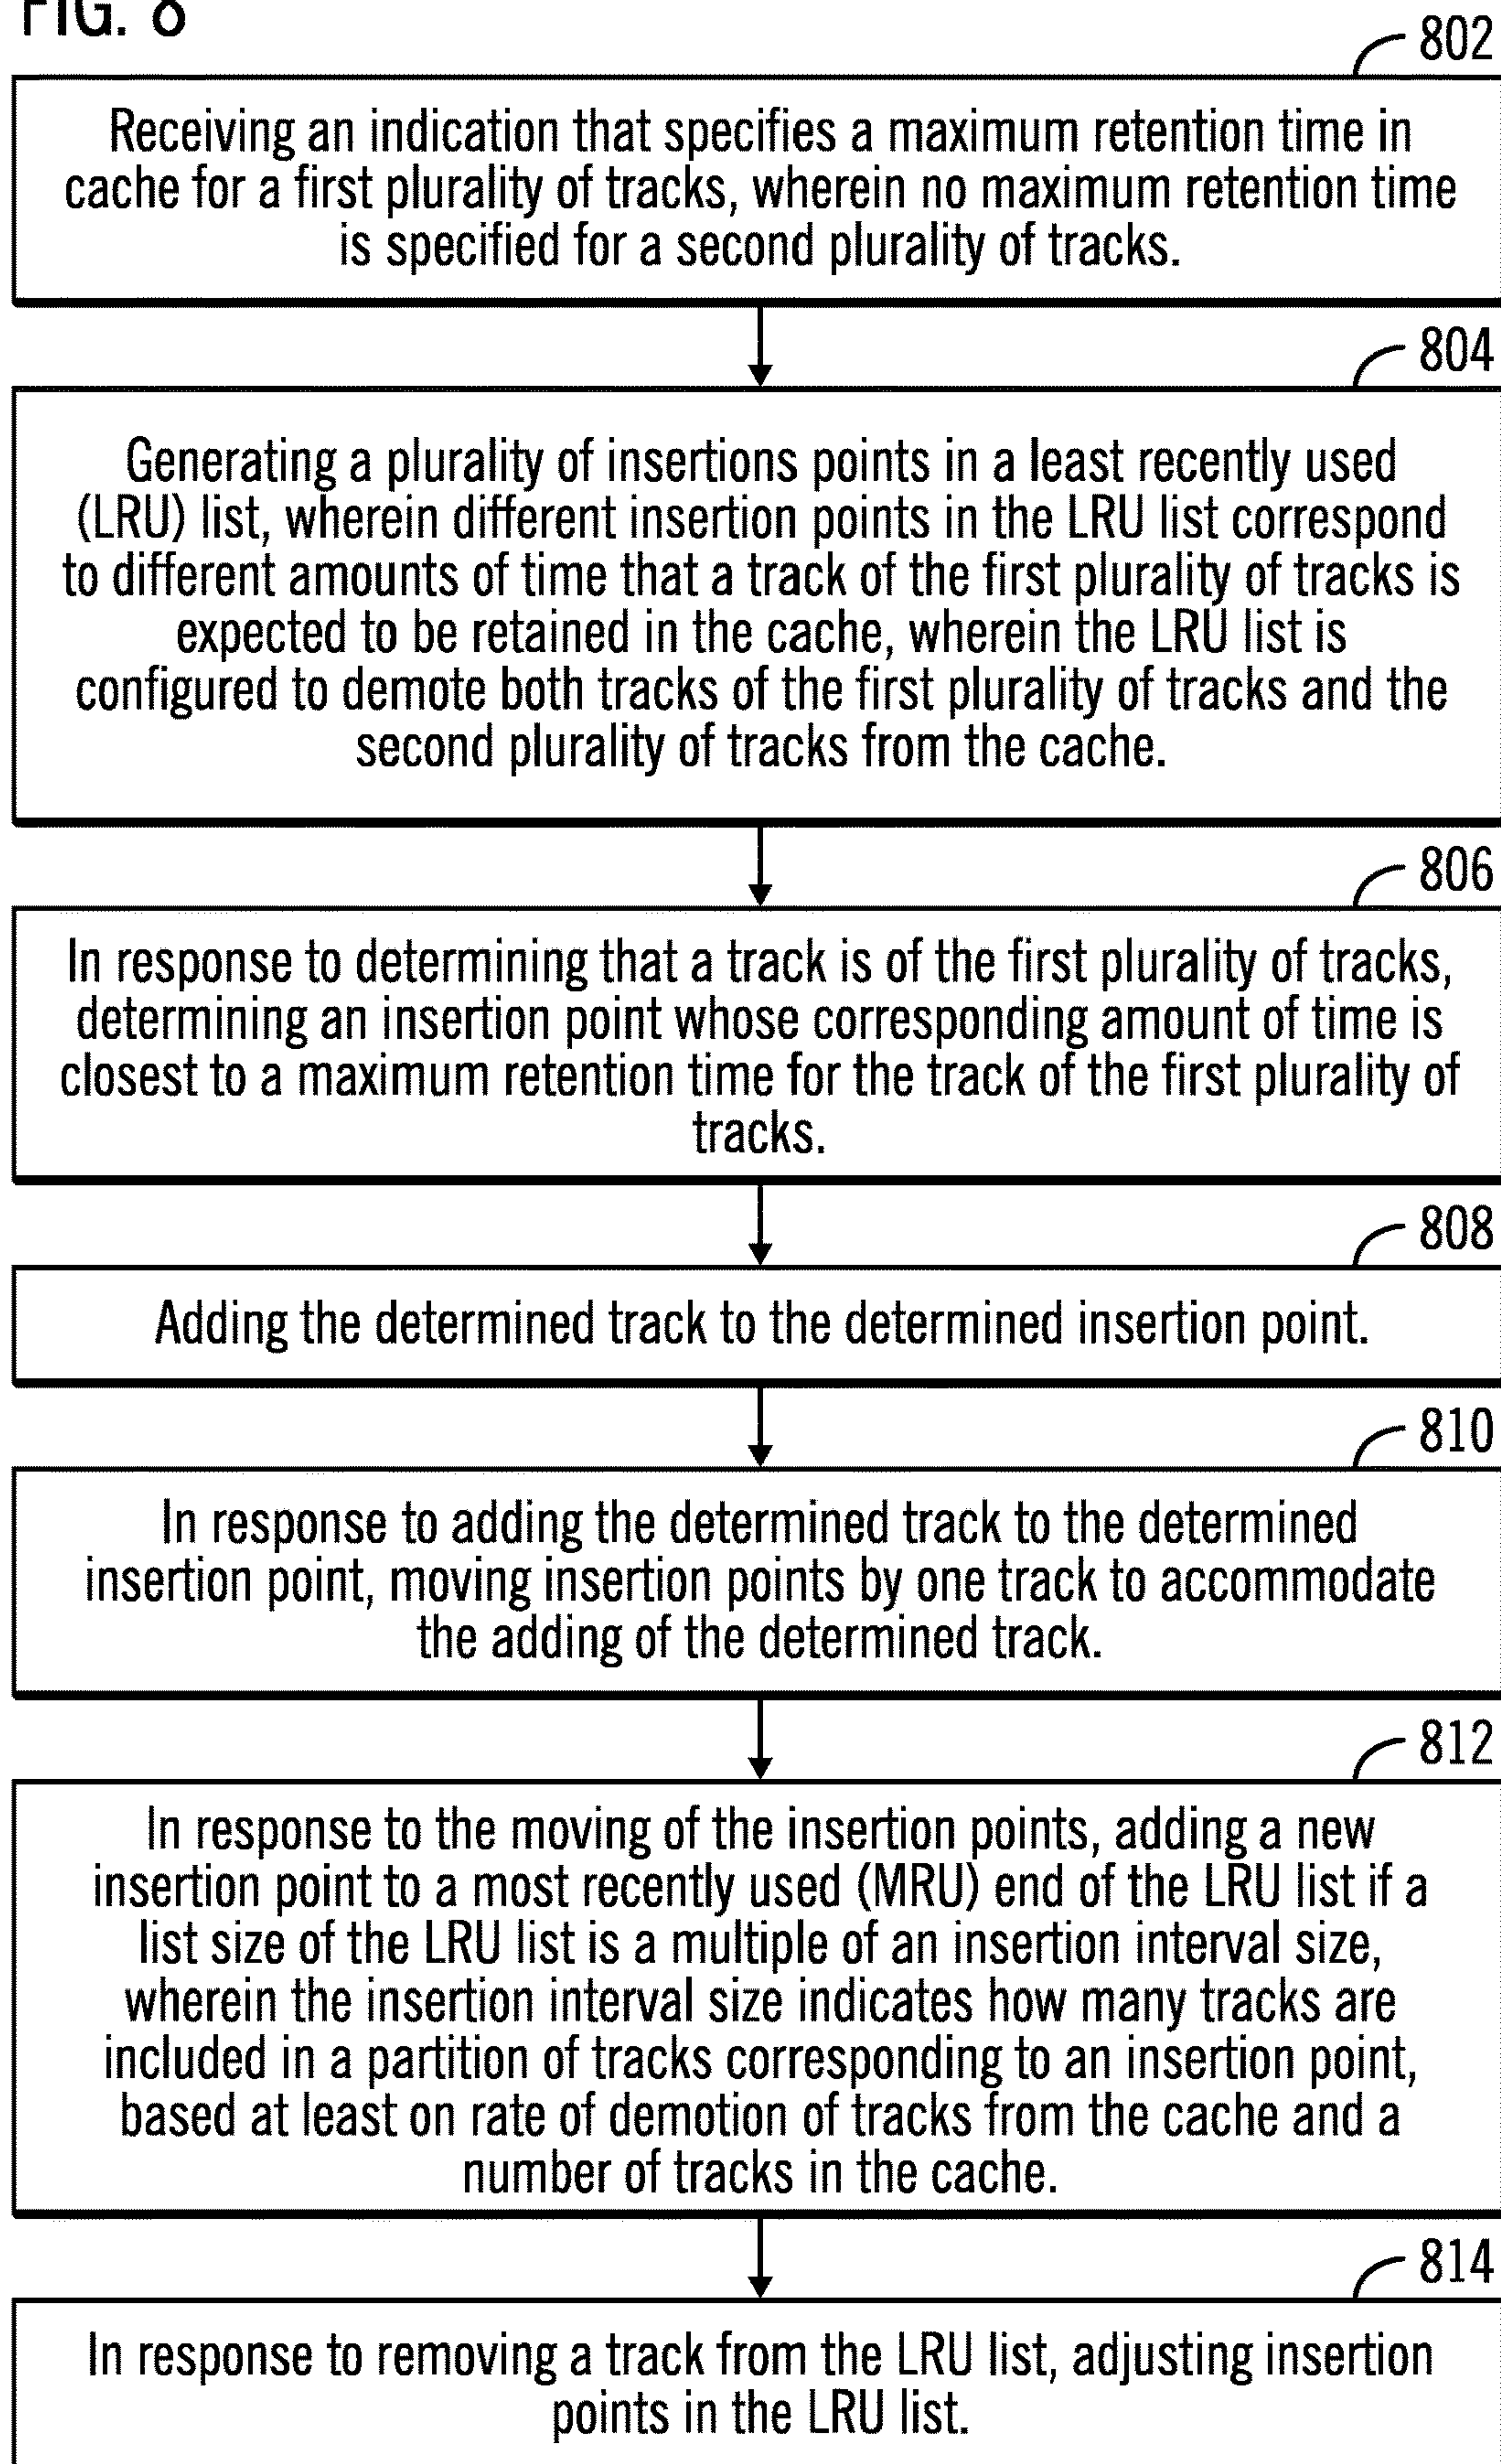 FIG. 8
802
Receiving an indication that specifies a maximum retention time in
cache for a first plurality of tracks, wherein no maximum retention time
is specified for a second plurality of tracks.
804
Generating a plurality of insertions points in a least recently used
(LRU) list, wherein different insertion points in the LRU list correspond
to different amounts of time that a track of the first plurality of tracks is
expected to be retained in the cache, wherein the LRU list is
configured to demote both tracks of the first plurality of tracks and the
second plurality of tracks from the cache.
806
In response to determining that a track is of the first plurality of tracks,
determining an insertion point whose corresponding amount of time is
closest to a maximum retention time for the track of the first plurality of
tracks.
808
Adding the determined track to the determined insertion point.
810
In response to adding the determined track to the determined
insertion point, moving insertion points by one track to accommodate
the adding of the determined track.
812
In response to the moving of the insertion points, adding a new
insertion point to a most recently used (MRU) end of the LRU list if a
list size of the LRU list is a multiple of an insertion interval size,
wherein the insertion interval size indicates how many tracks are
included in a partition of tracks corresponding to an insertion point,
based at least on rate of demotion of tracks from the cache and a
number of tracks in the cache.
814
In response to removing a track from the LRU list, adjusting insertion
points in the LRU list.